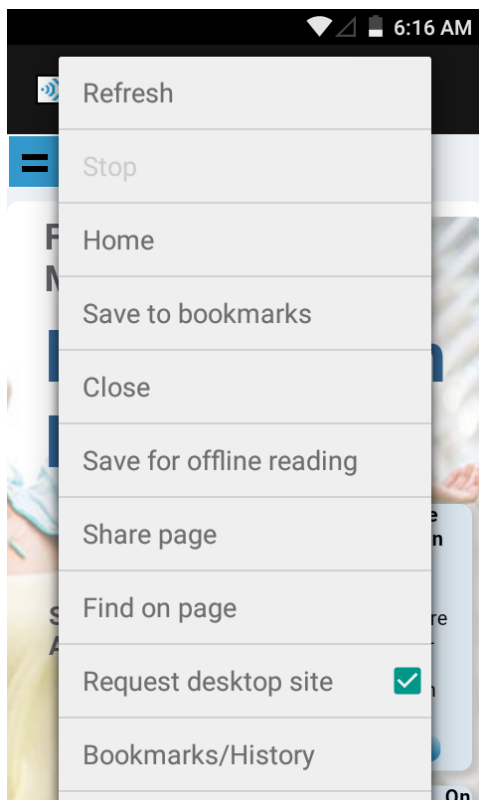 6:16 AM
Refresh
Stop
Home
Save to bookmarks
Close
Save for offline reading
Share page
Find on page
Request desktop site
Bookmarks/History
On